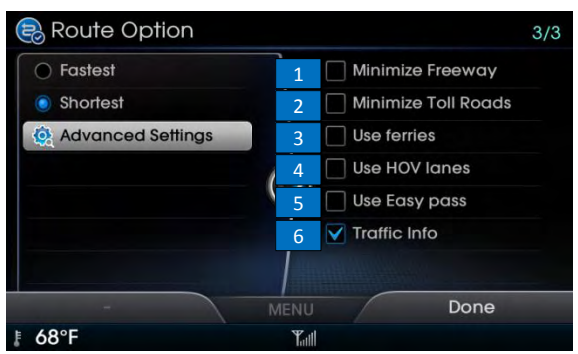 Route Option
3/3
Fastest
Shortest
Advanced Settings
1 Minimize Freeway
2 Minimize Toll Roads
3 Use ferries
4 Use HOV lanes
5 Use Easy pass
6 Traffic Info
-
MENU
Done
68°F